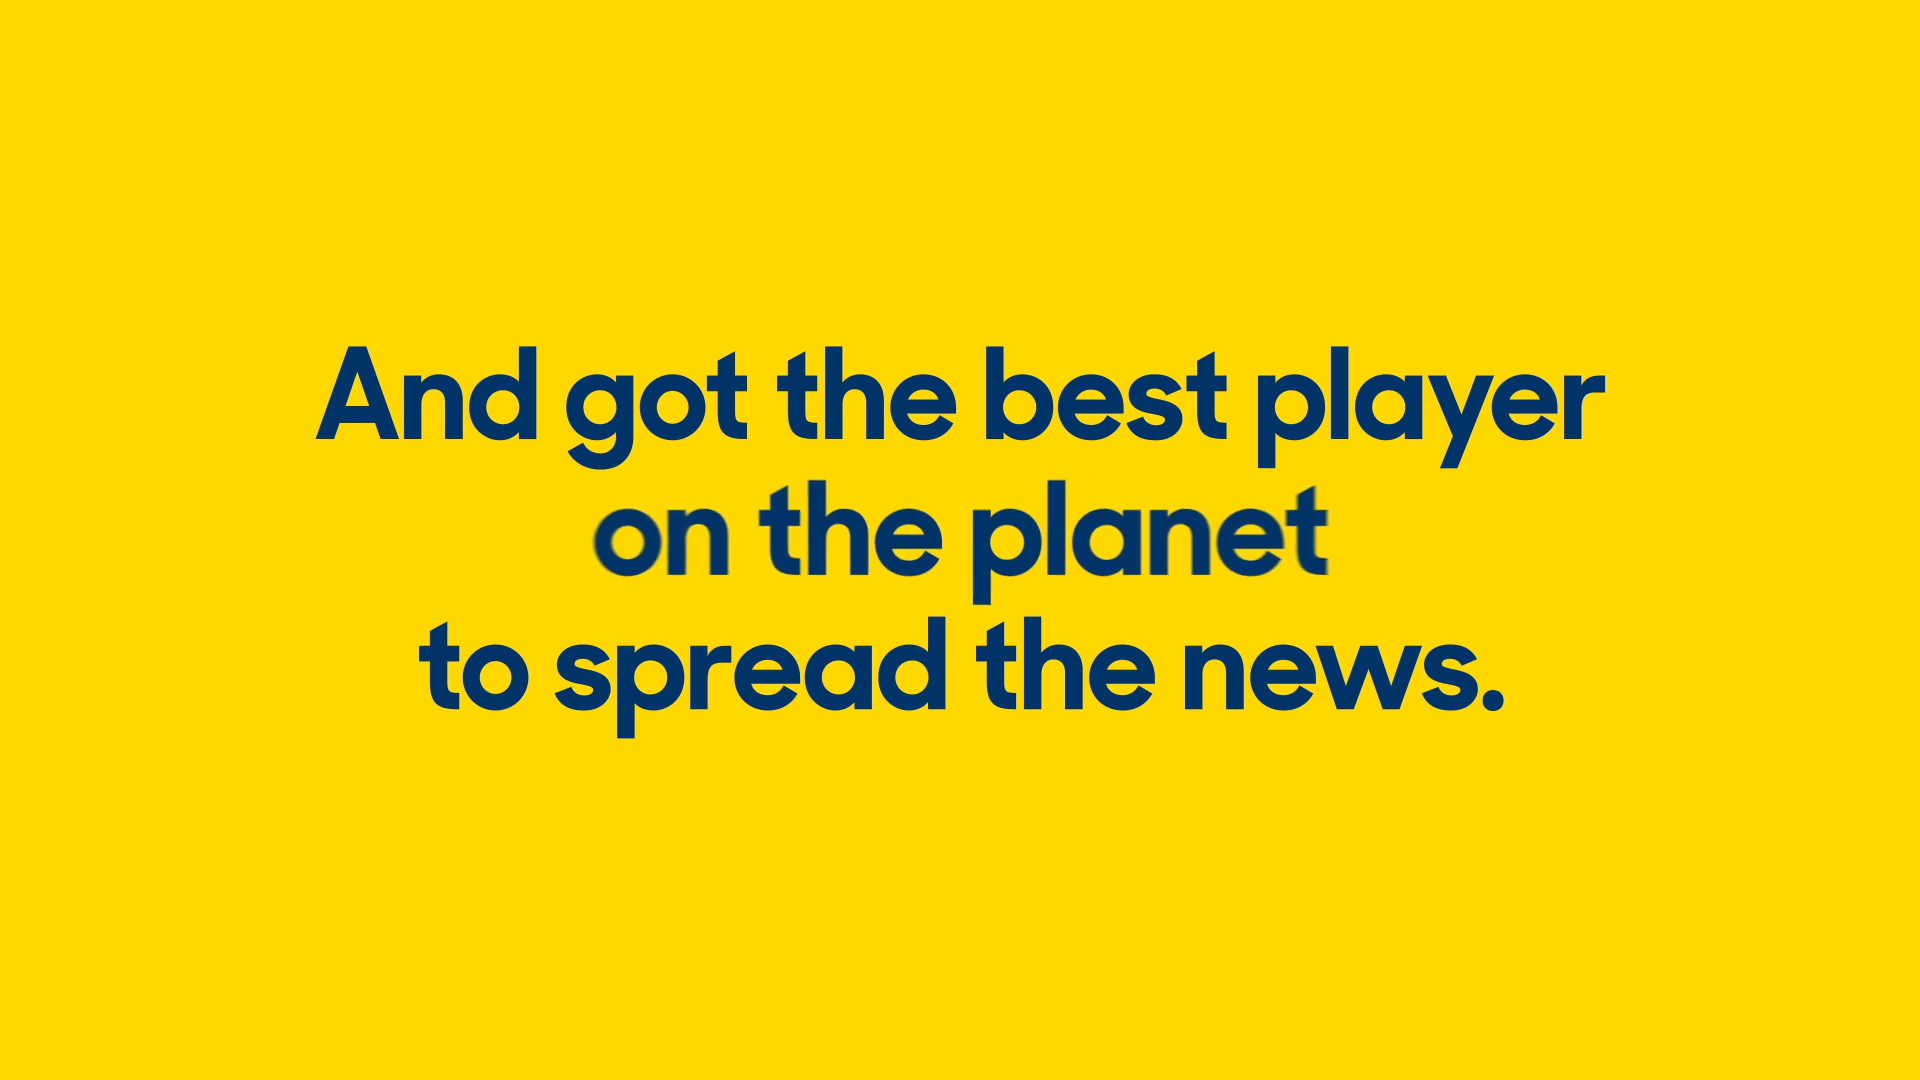 And got the best player
on the planet
to spread the news.